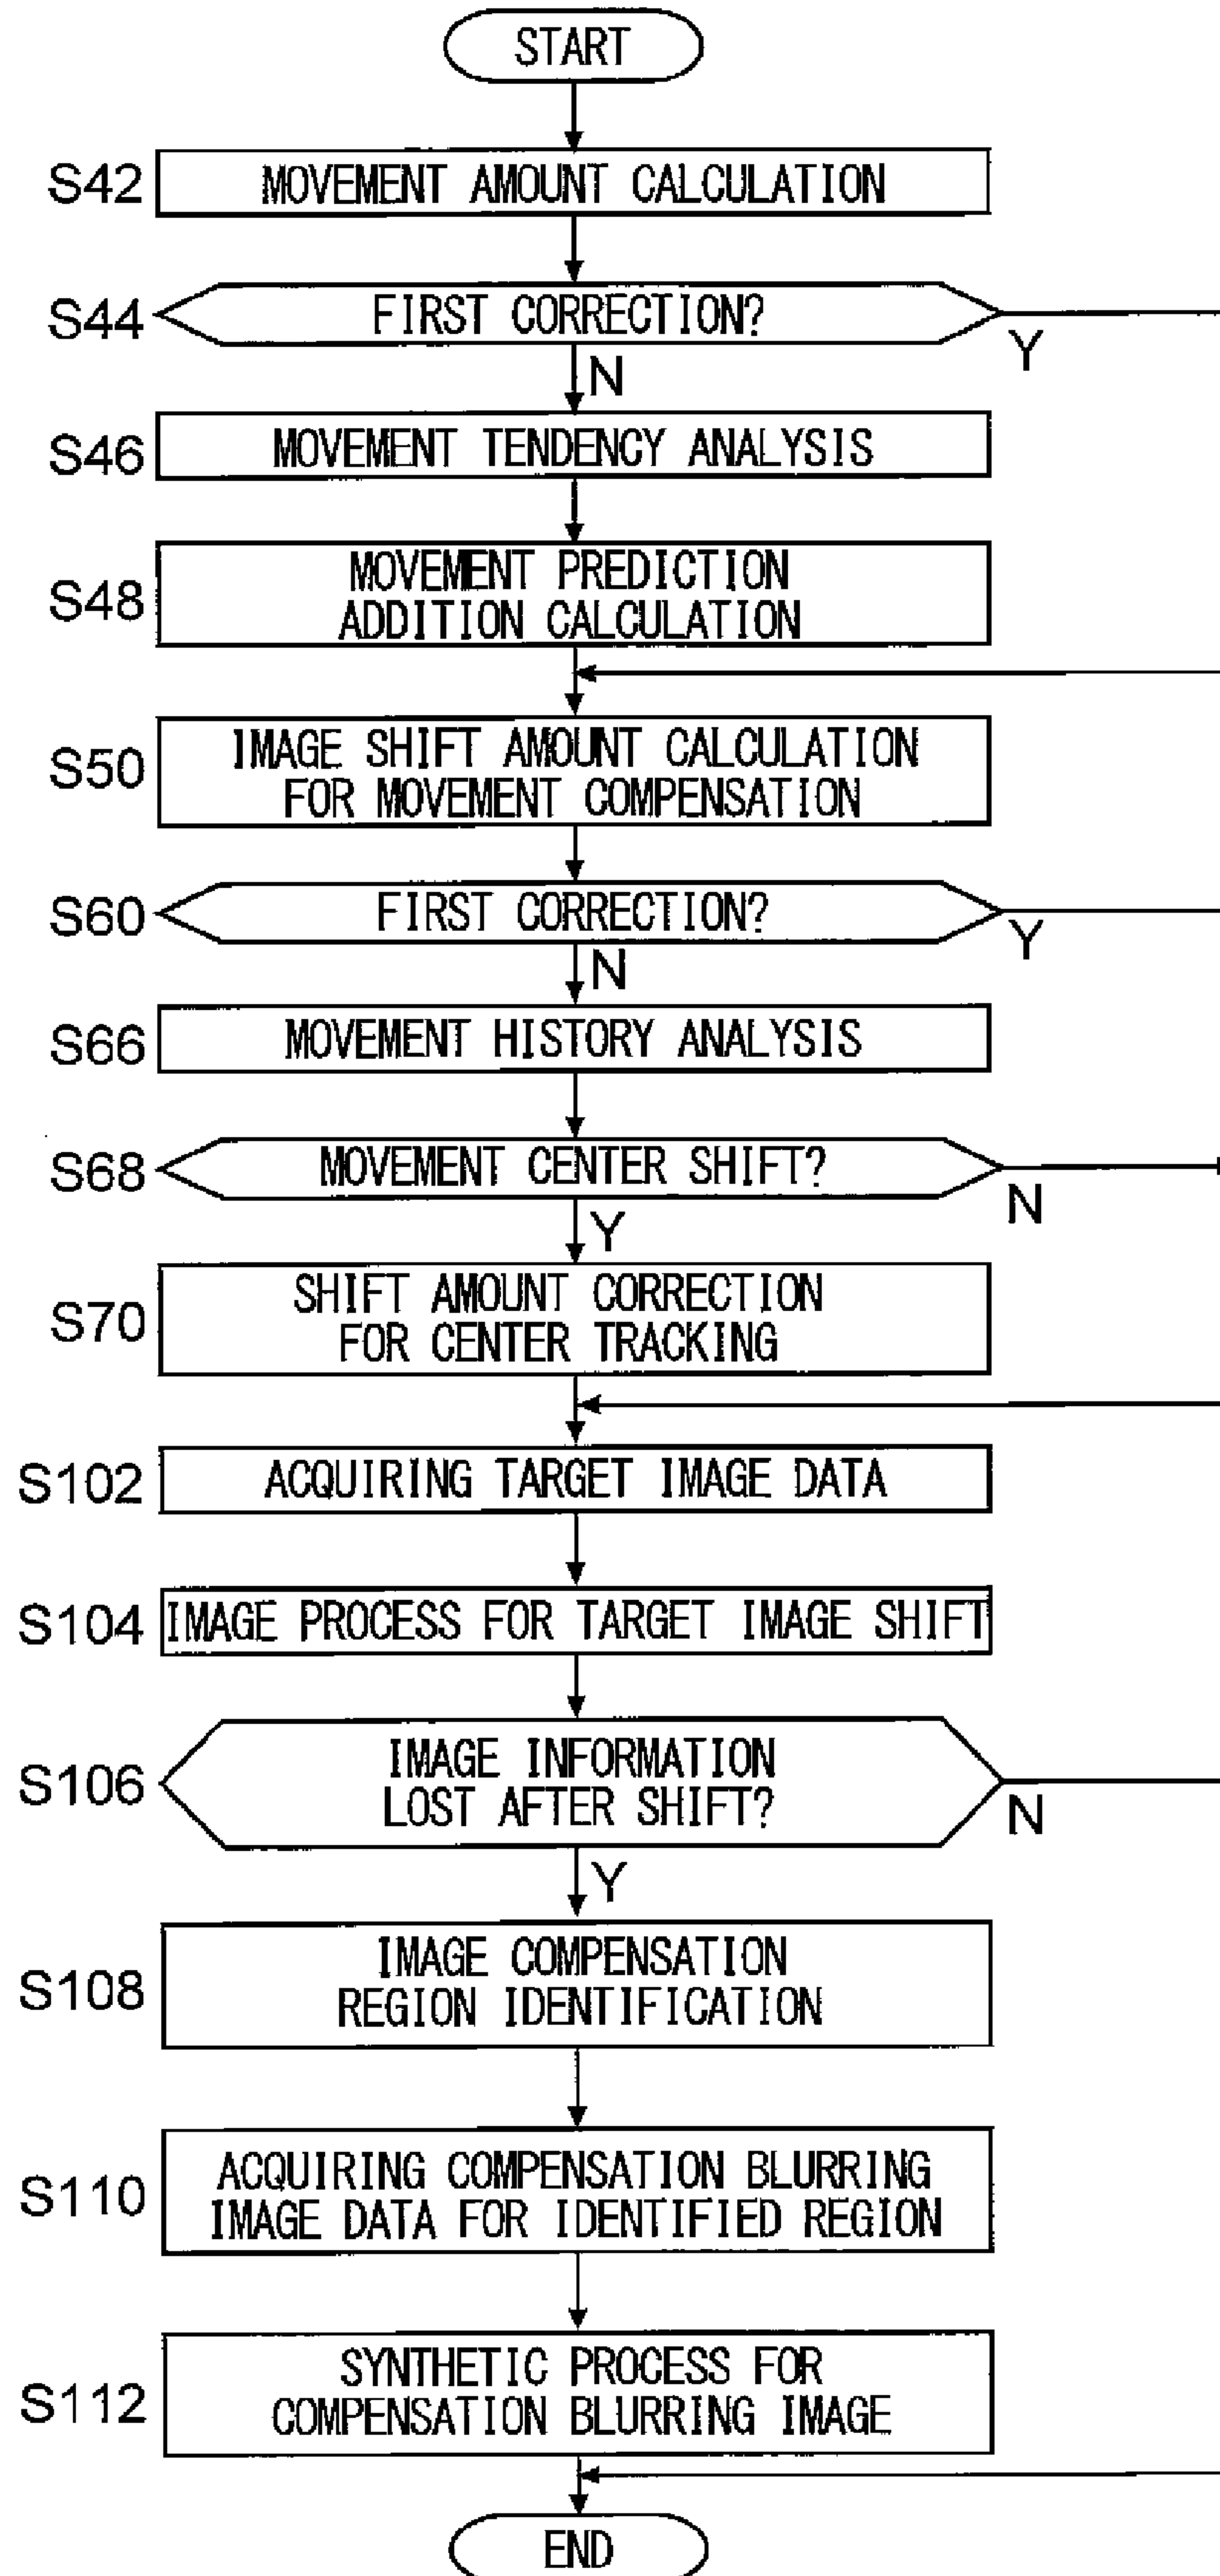 START
S42 MOVEMENT AMOUNT CALCULATION
S44 FIRST CORRECTION?
Y
N
S46 MOVEMENT TENDENCY ANALYSIS
S48 MOVEMENT PREDICTION
ADDITION CALCULATION
S50 IMAGE SHIFT AMOUNT CALCULATION
FOR MOVEMENT COMPENSATION
S60 FIRST CORRECTION?
Y
N
S66 MOVEMENT HISTORY ANALYSIS
S68 MOVEMENT CENTER SHIFT?
N
Y
S70 SHIFT AMOUNT CORRECTION
FOR CENTER TRACKING
S102 ACQUIRING TARGET IMAGE DATA
S104 IMAGE PROCESS FOR TARGET IMAGE SHIFT
S106 IMAGE INFORMATION
LOST AFTER SHIFT?
N
Y
S108 IMAGE COMPENSATION
REGION IDENTIFICATION
S110 ACQUIRING COMPENSATION BLURRING
IMAGE DATA FOR IDENTIFIED REGION
S112 SYNTHETIC PROCESS FOR
COMPENSATION BLURRING IMAGE
END